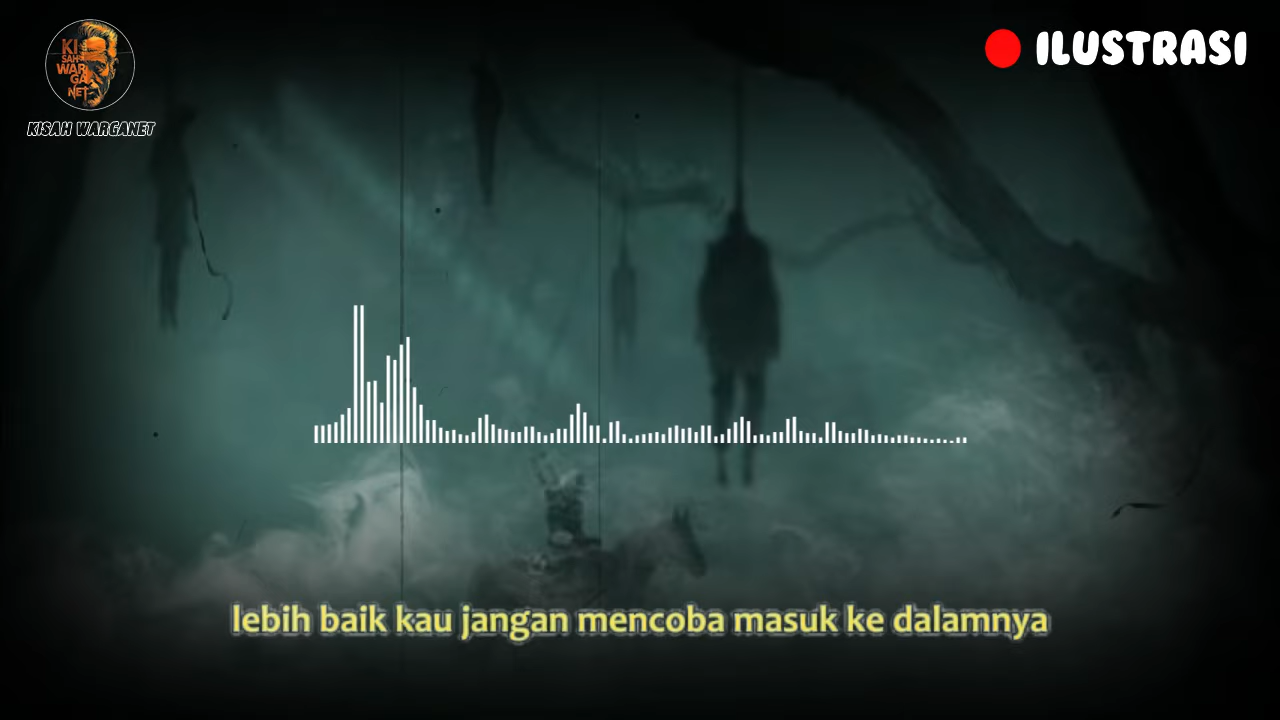 KI
SAH
WAR
GA
NET
KISAH WARGANET
ILUSTRASI
lebih baik kau jangan mencoba masuk ke dalamnya